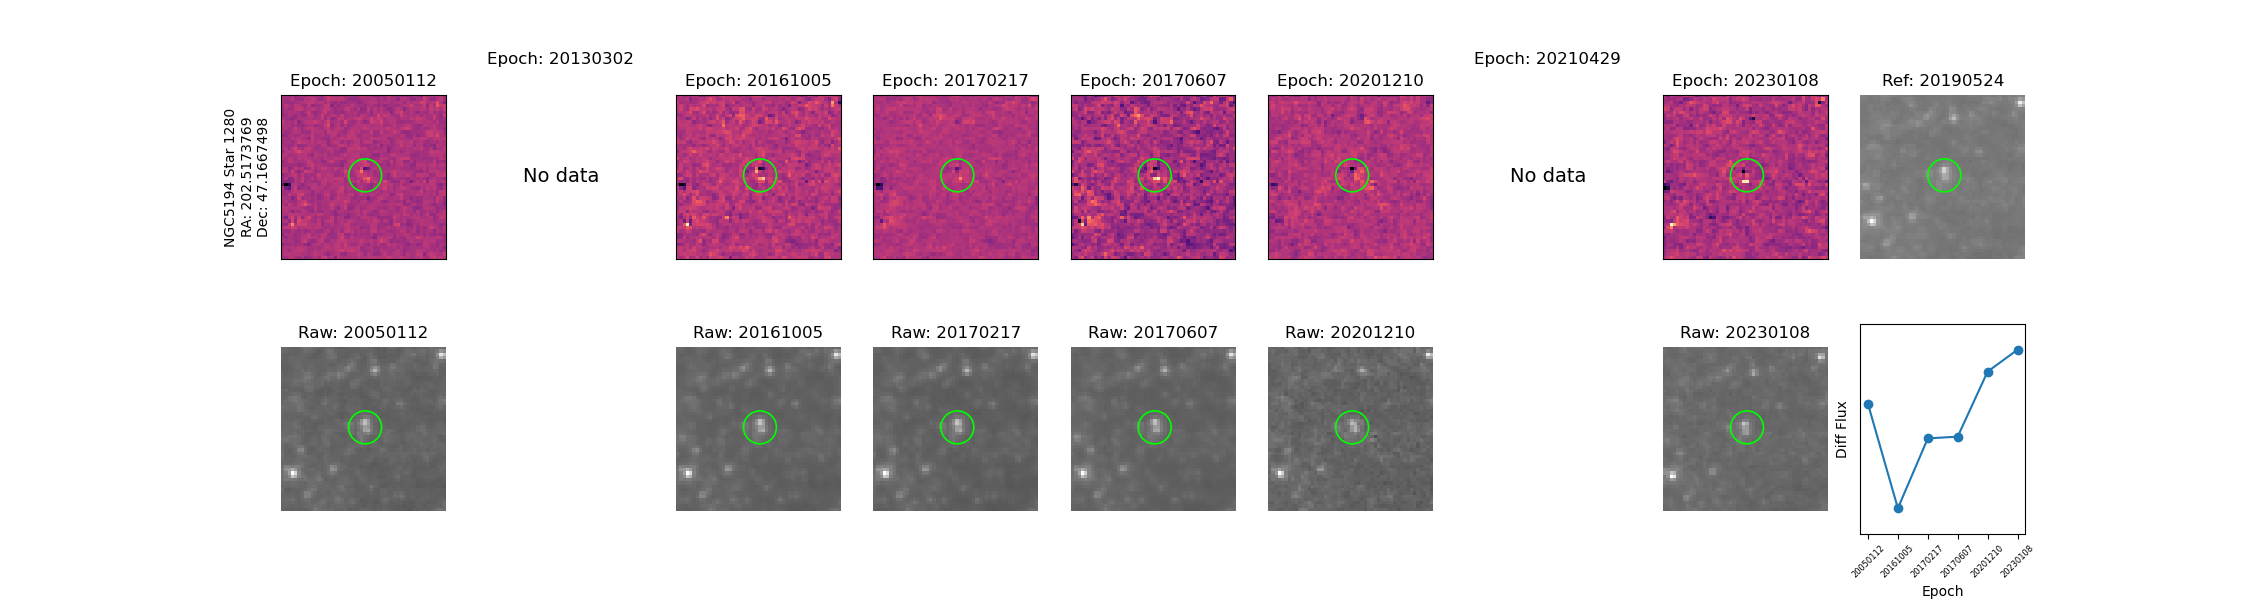 Epoch: 20130302
Epoch: 20210429
Epoch: 20050112
Epoch: 20161005
Epoch: 20170217
Epoch: 20170607
Epoch: 20201210
Epoch: 20230108
Ref: 20190524
NGC5194 Star 1280
RA: 202.5173769
Dec: 47.1667498
No data
No data
Raw: 20050112
Raw: 20161005
Raw: 20170217
Raw: 20170607
Raw: 20201210
Raw: 20230108
Diff Flux
20050112
20161005
20170217
20170607
20201210
20230108
Epoch